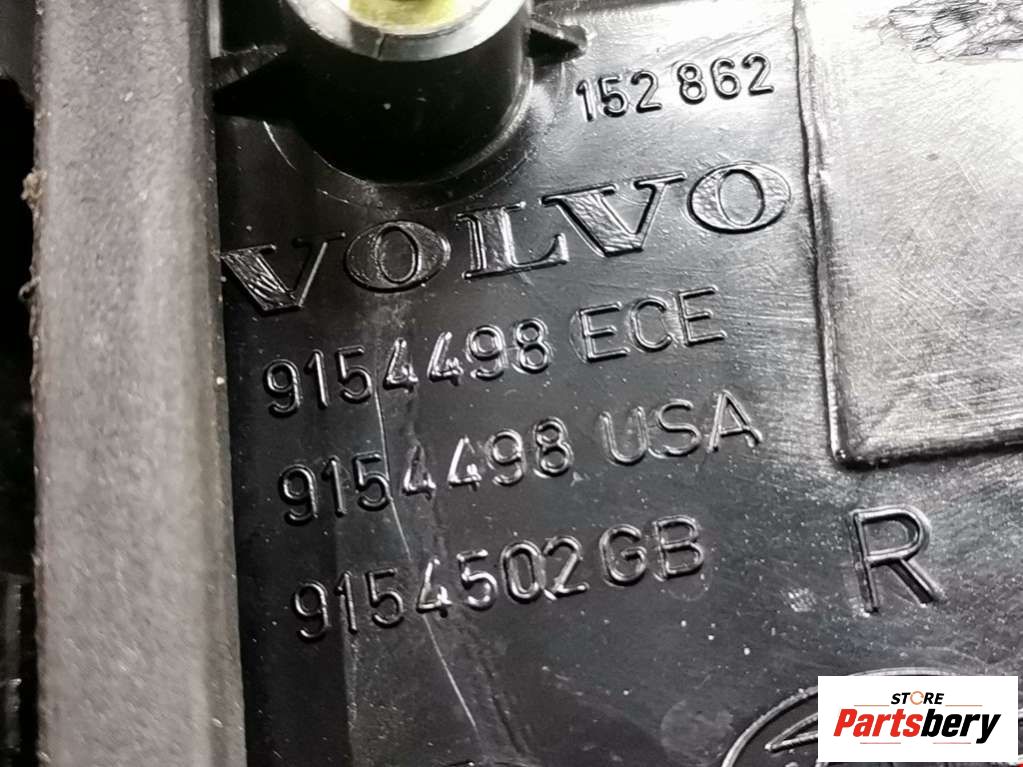 152 862
VOLVO
9154498 ECE
9154498 USA
9154502 GB
R
STORE
Partsbery